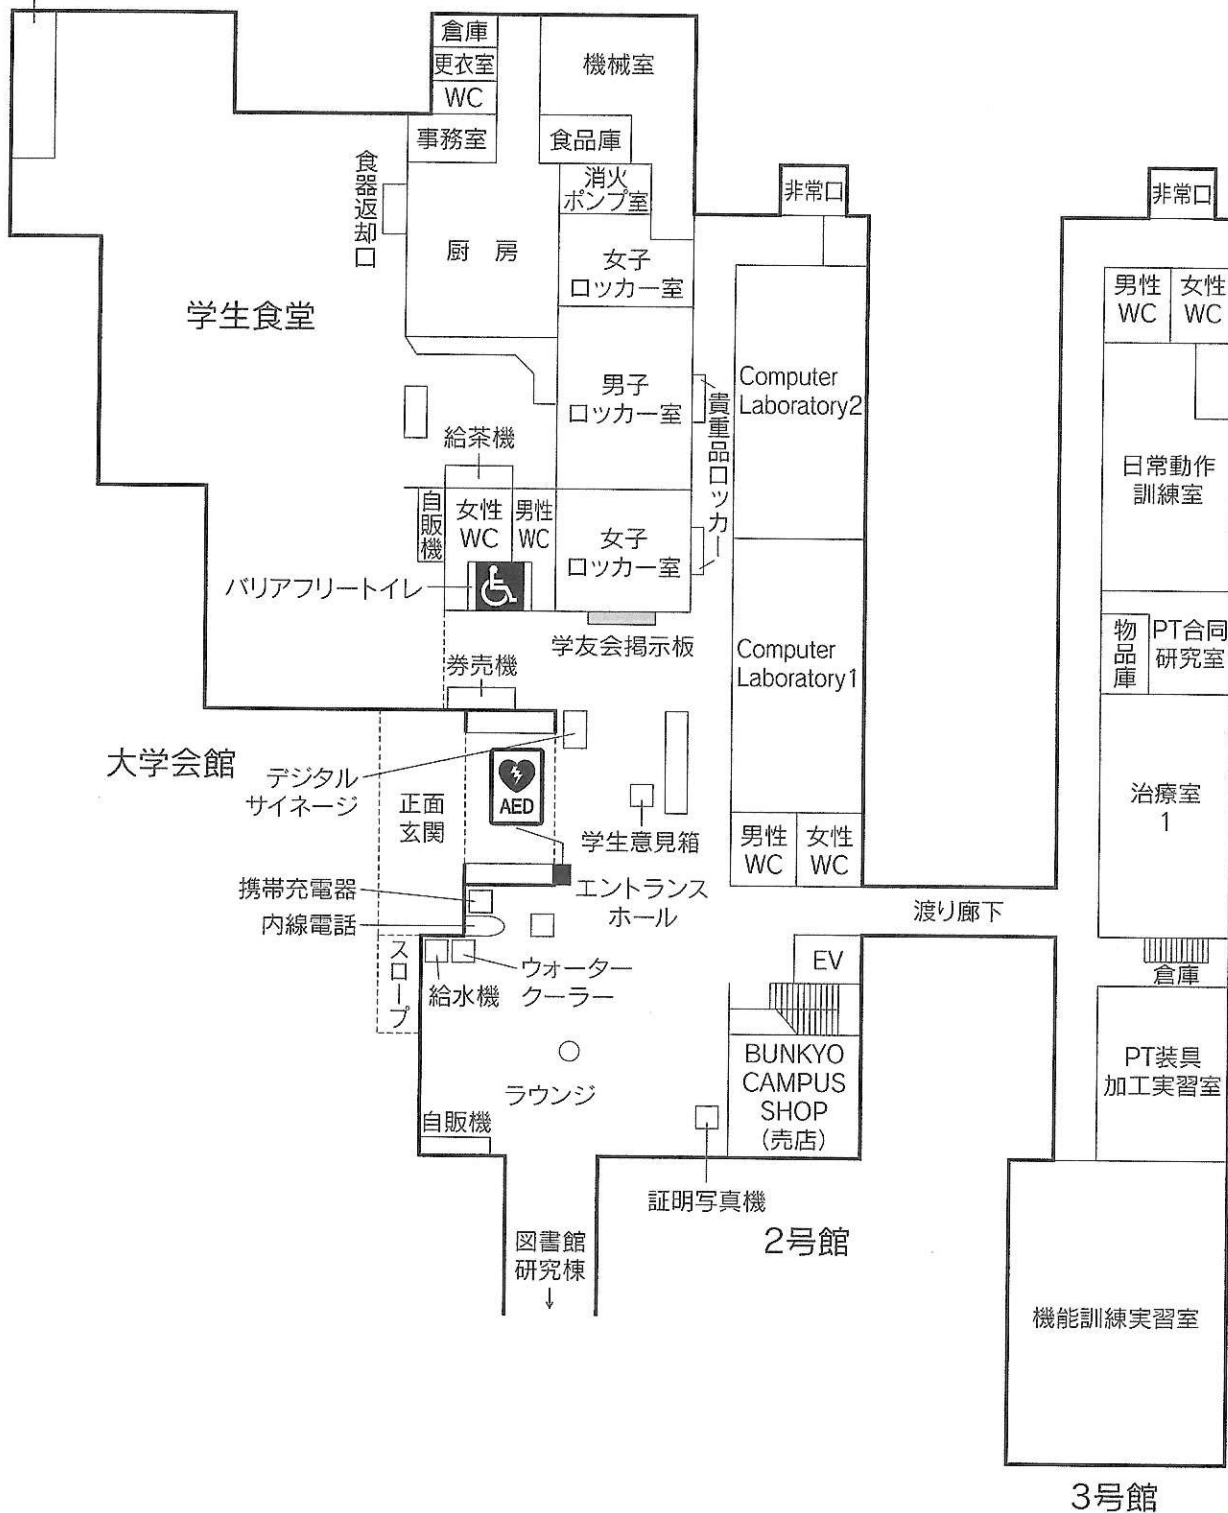 倉庫
更衣室
WC
事務室
機械室
食品庫
消火
ポンプ室
食器返却口
厨 房
女子
ロッカー室
学生食堂
男子
ロッカー室
貴重品ロッカー
給茶機
自販機
女性
WC
男性
WC
女子
ロッカー室
バリアフリートイレ
学友会掲示板
券売機
非常口
Computer
Laboratory2
Computer
Laboratory1
男性
WC
女性
WC
大学会館
デジタル
サイネージ
正面
玄関
AED
学生意見箱
エントランス
ホール
携帯充電器
内線電話
スロープ
給水機
ウォーター
クーラー
ラウンジ
自販機
EV
BUNKYO
CAMPUS
SHOP
(売店)
証明写真機
図書館
研究棟
↓
2号館
渡り廊下
非常口
男性
WC
女性
WC
日常動作
訓練室
物品庫
PT合同
研究室
治療室
1
倉庫
PT装具
加工実習室
機能訓練実習室
3号館